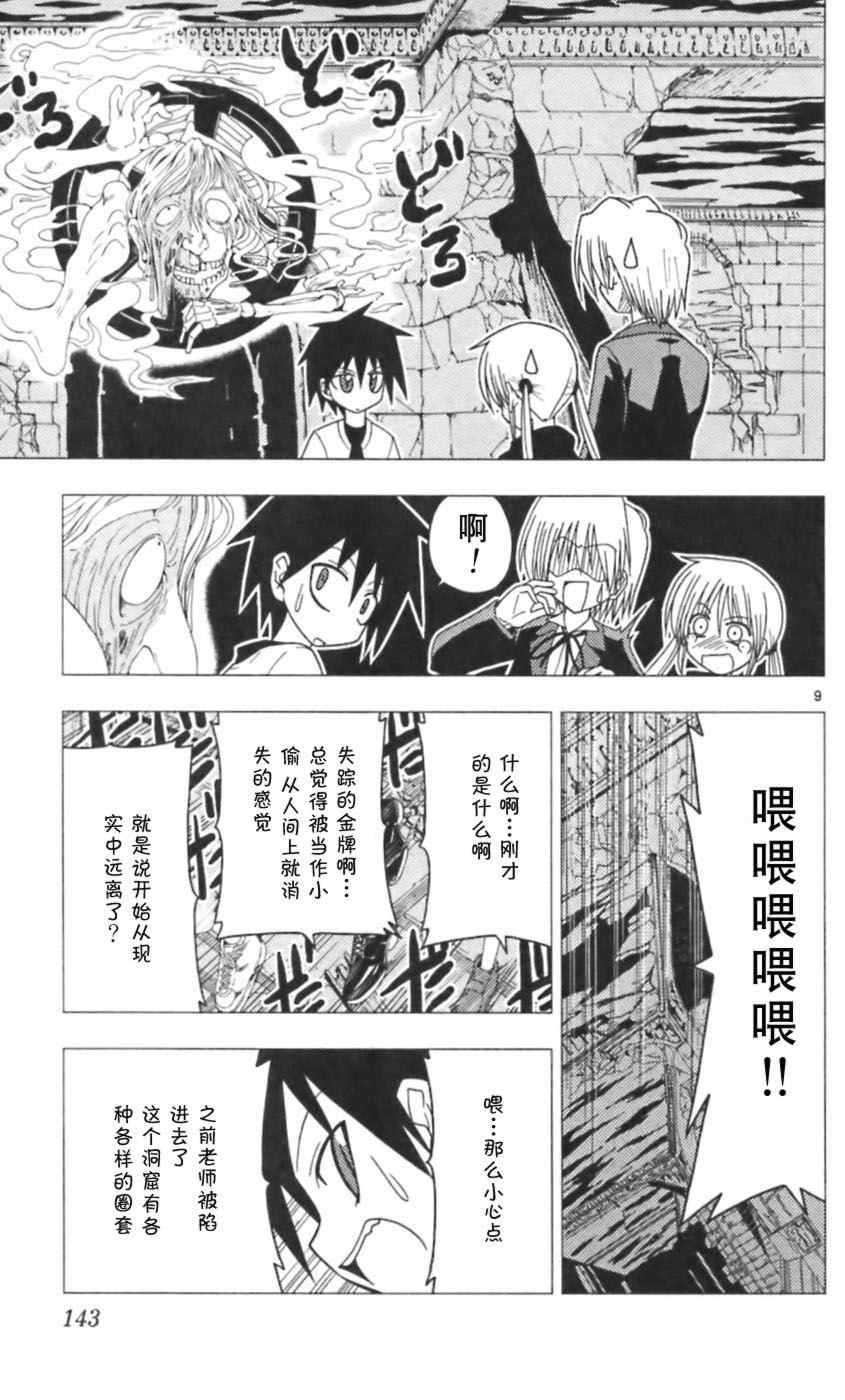 どろ
どろ
どろ
啊！
9
喂喂喂喂喂!!
什么啊…刚才
的是什么啊
失踪的金牌啊…
总觉得被当作小
偷 从人间上就消
失的感觉
就是说开始从现
实中远离了？
喂…那么小心点
之前老师被陷
进去了
这个洞窟有各
种各样的圈套
143